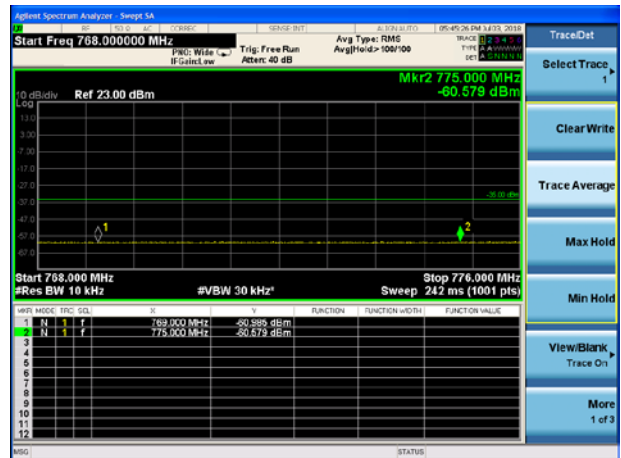 Agilent Spectrum Analyzer - Swept SA
RF 50 Ω AC CORREC SENSE:INT ALIGN AUTO 05:45:26 PM Jul 03, 2018
Start Freq 768.000000 MHz
PNO: Wide
IFGain:Low
Trig: Free Run
Atten: 40 dB
Avg Type: RMS
Avg|Hold>100/100
TRACE 1 2 3 4 5 6
TYPE
DET
Trace/Det
Select Trace
1
Clear Write
Trace Average
Max Hold
Min Hold
View/Blank
Trace On
More
1 of 3
Mkr2 775.000 MHz
-60.579 dBm
10 dB/div Ref 23.00 dBm
Log
13.0
3.00
-7.00
-17.0
-27.0
-37.0
-47.0
-57.0
-67.0
-35.00 dBm
1
2
Start 768.000 MHz Stop 776.000 MHz
#Res BW 10 kHz #VBW 30 kHz* Sweep 242 ms (1001 pts)
MKR MODE TRC SCL X Y FUNCTION FUNCTION WIDTH FUNCTION VALUE
1 N 1 f 769.000 MHz -60.985 dBm
2 N 1 f 775.000 MHz -60.579 dBm
3
4
5
6
7
8
9
10
11
12
MSG STATUS